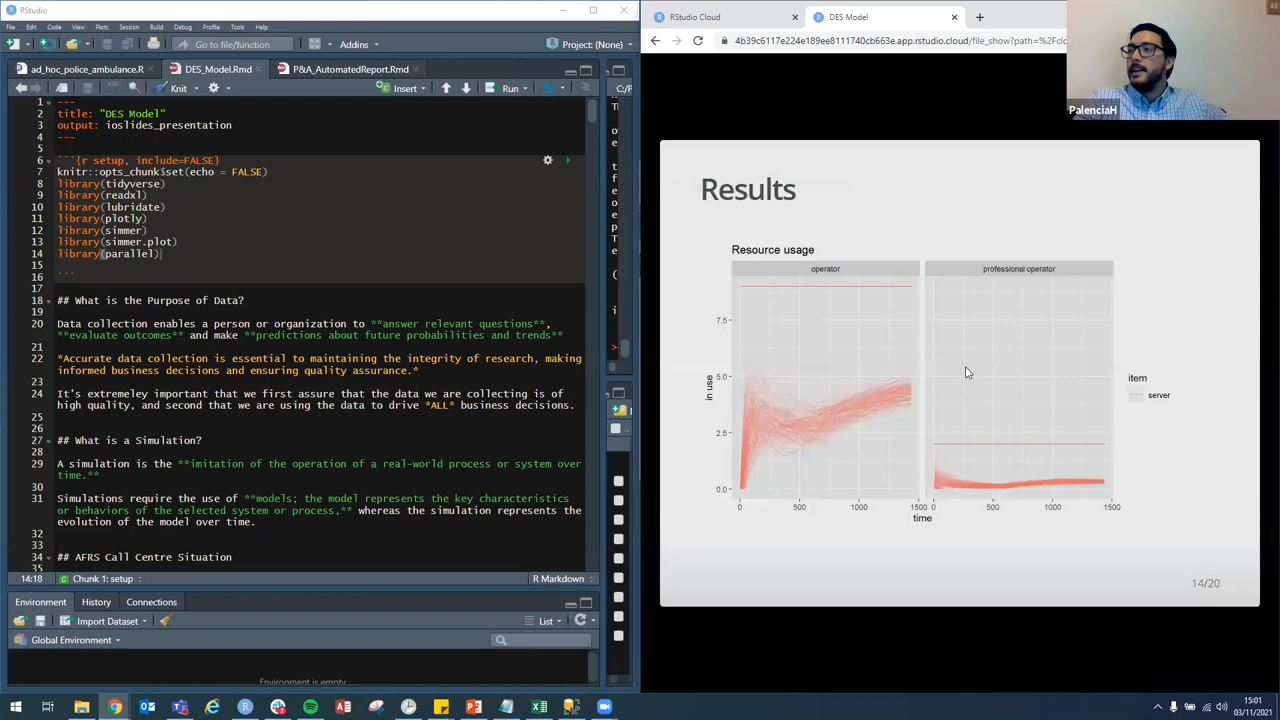 RStudio
File Edit Code View Plots Session Build Debug Profile Tools Help
Go to file/function
Addins
Project: (None)
ad_hoc_police_ambulance.R
DES_Model.Rmd
P&A_AutomatedReport.Rmd
Knit
Insert
Run
C:/P
1 ---
2 title: "DES Model"
3 output: ioslides_presentation
4 ---
5
6 ```{r setup, include=FALSE}
7 knitr::opts_chunk$set(echo = FALSE)
8 library(tidyverse)
9 library(readxl)
10 library(lubridate)
11 library(plotly)
12 library(simmer)
13 library(simmer.plot)
14 library(parallel)
15
16 ```
17
18 ## What is the Purpose of Data?
19
20 Data collection enables a person or organization to **answer relevant questions**,
**evaluate outcomes** and make **predictions about future probabilities and trends**
21
22 *Accurate data collection is essential to maintaining the integrity of research, making
informed business decisions and ensuring quality assurance.*
23
24 It's extremeley important that we first assure that the data we are collecting is of
high quality, and second that we are using the data to drive *ALL* business decisions.
25
26
27 ## What is a Simulation?
28
29 A simulation is the **imitation of the operation of a real-world process or system over
time.**
30
31 Simulations require the use of **models; the model represents the key characteristics
or behaviors of the selected system or process,** whereas the simulation represents the
evolution of the model over time.
32
33
34 ## AFRS Call Centre Situation
35
14:18 Chunk 1: setup R Markdown
Environment History Connections
Import Dataset
List
Global Environment
Environment is empty
RStudio Cloud
DES Model
4b39c6117e224e189ee8111740cb663e.app.rstudio.cloud/file_show?path=%2Fclo
PalenciaH
Results
Resource usage
operator
professional operator
7.5
5.0
2.5
0.0
in use
0 500 1000 1500
0 500 1000 1500
time
item
server
14/20
15:01
03/11/2021